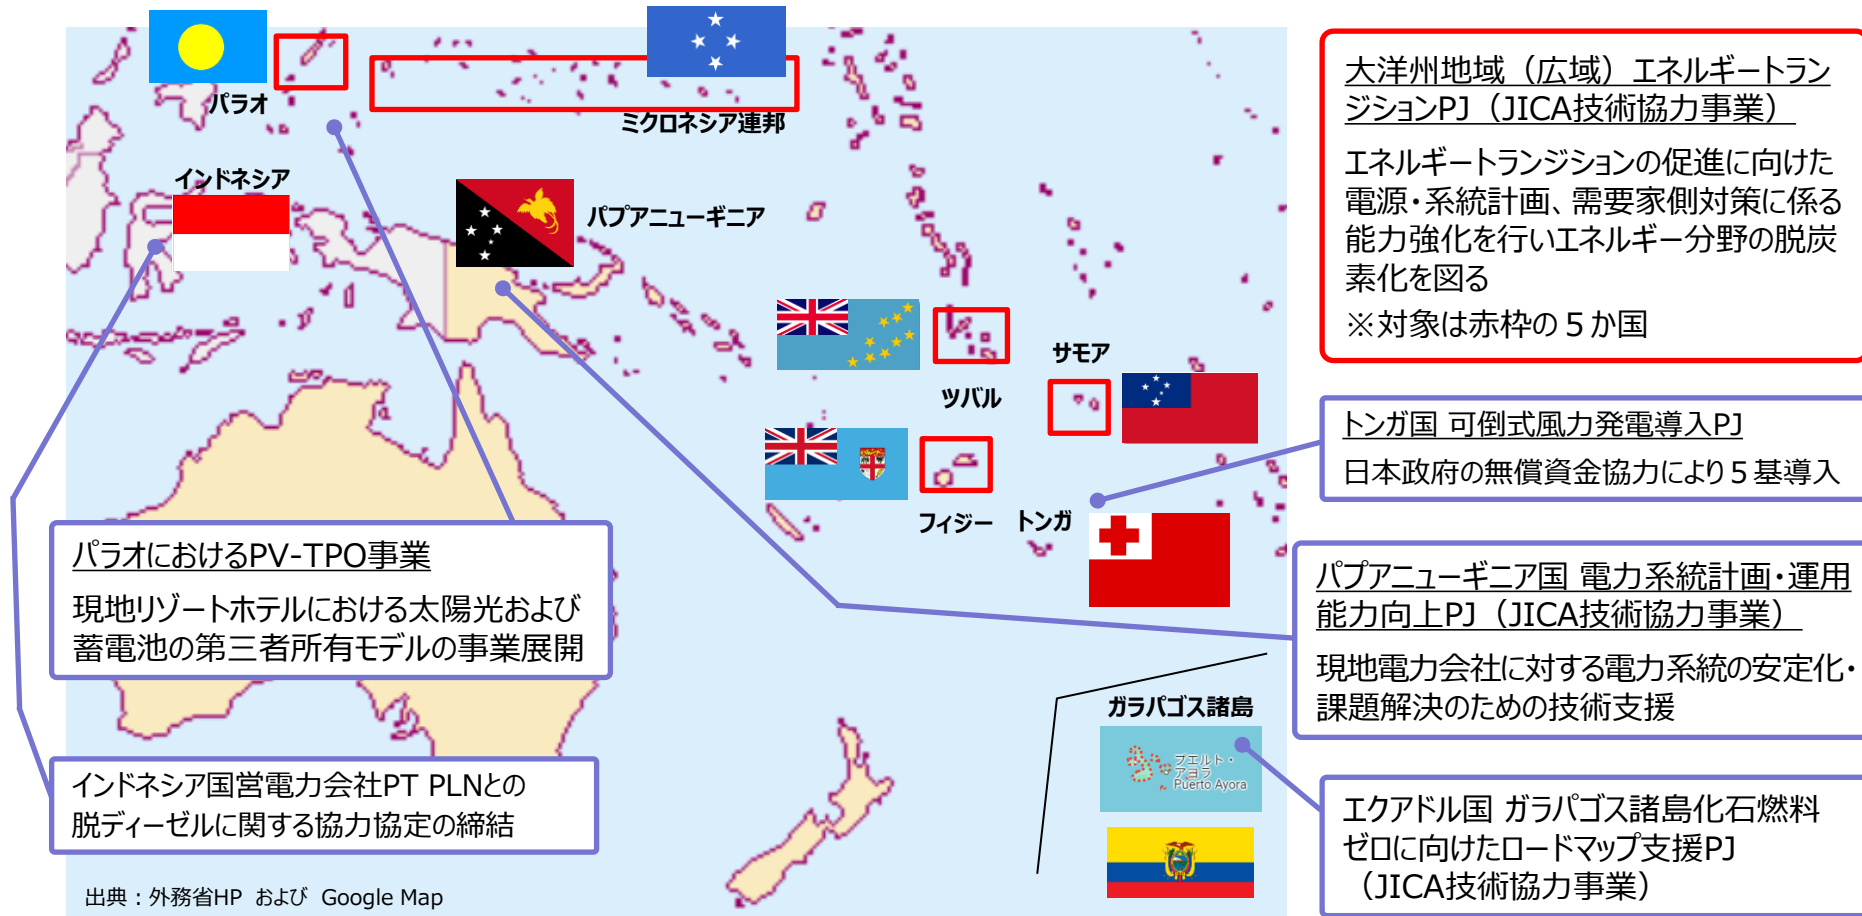 パラオ
ミクロネシア連邦
インドネシア
パプアニューギニア
ツバル
サモア
フィジー
トンガ
大洋州地域（広域）エネルギートラン
ジションPJ（JICA技術協力事業）
エネルギートランジションの促進に向けた
電源・系統計画、需要家側対策に係る
能力強化を行いエネルギー分野の脱炭
素化を図る
※対象は赤枠の５か国
トンガ国 可倒式風力発電導入PJ
日本政府の無償資金協力により５基導入
パラオにおけるPV-TPO事業
現地リゾートホテルにおける太陽光および
蓄電池の第三者所有モデルの事業展開
パプアニューギニア国 電力系統計画・運用
能力向上PJ（JICA技術協力事業）
現地電力会社に対する電力系統の安定化・
課題解決のための技術支援
ガラパゴス諸島
プエルト・
アヨラ
Puerto Ayora
インドネシア国営電力会社PT PLNとの
脱ディーゼルに関する協力協定の締結
エクアドル国 ガラパゴス諸島化石燃料
ゼロに向けたロードマップ支援PJ
（JICA技術協力事業）
出典：外務省HP および Google Map